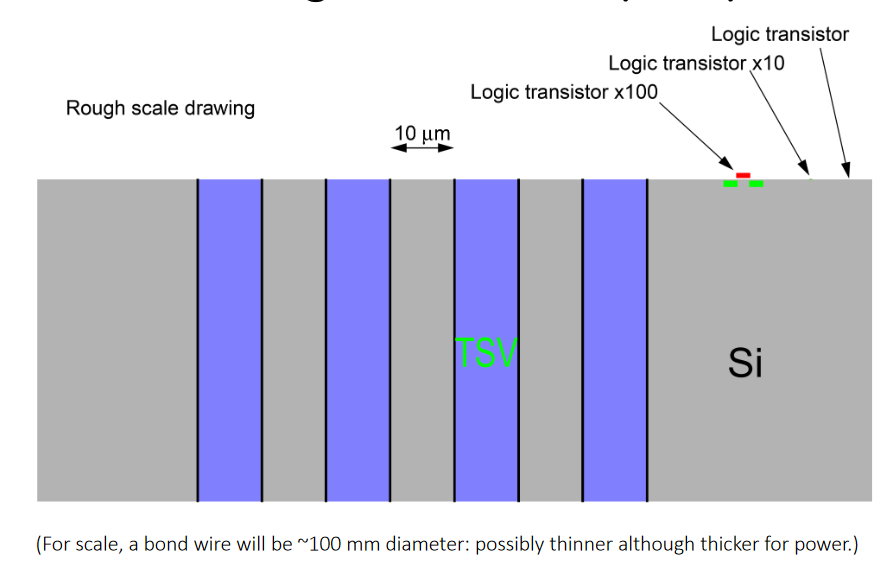 Logic transistor
Logic transistor x10
Logic transistor x100
Rough scale drawing
10 μm
TSV
Si
(For scale, a bond wire will be ~100 mm diameter: possibly thinner although thicker for power.)